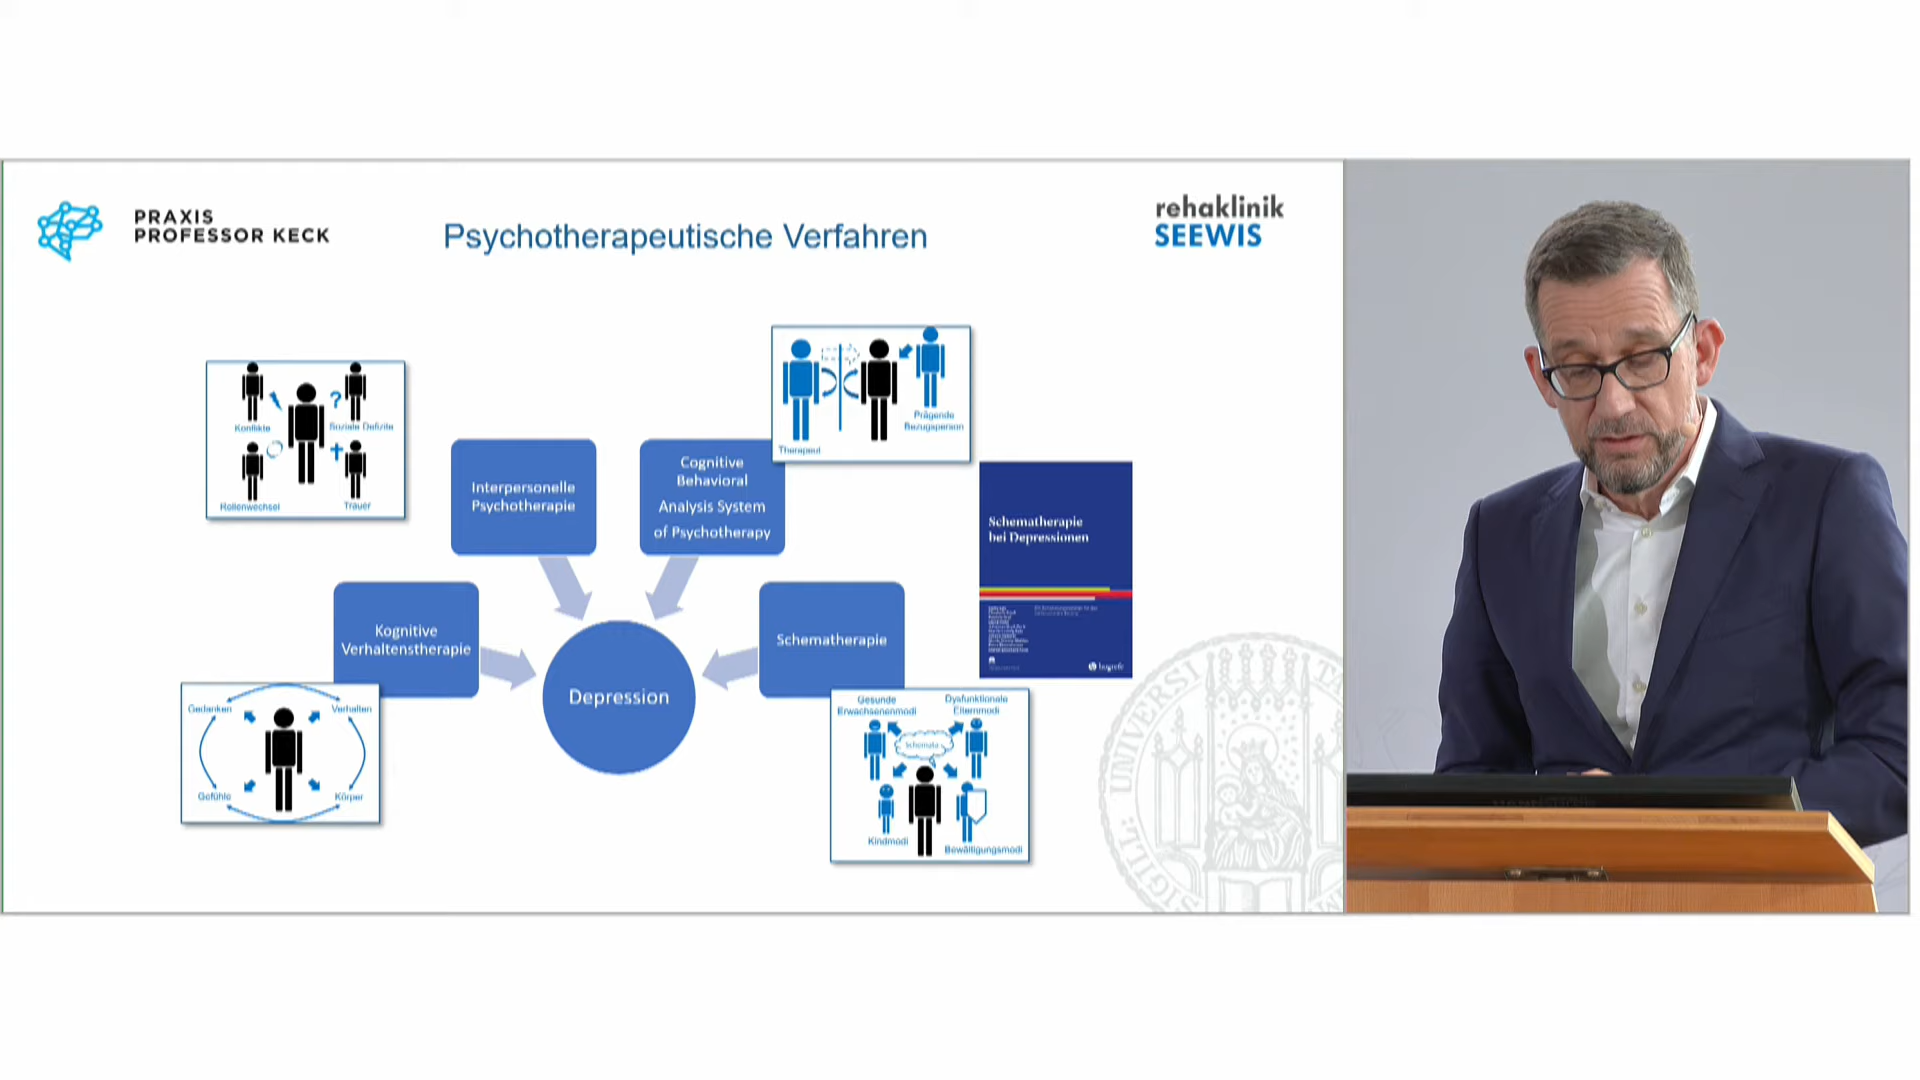 PRAXIS
PROFESSOR KECK
Psychotherapeutische Verfahren
rehaklinik
SEEWIS
Konflikte
Soziale Defizite
Rollenwechsel
Trauer
Interpersonelle
Psychotherapie
Cognitive
Behavioral
Analysis System
of Psychotherapy
Prägende
Bezugsperson
Therapeut
Schematherapie
bei Depressionen
hogrefe
Kognitive
Verhaltenstherapie
Depression
Schematherapie
Gedanken
Verhalten
Gefühle
Körper
Gesunde
Erwachsenenmodi
Dysfunktionale
Elternmodi
Schemata
Kindmodi
Bewältigungsmodi